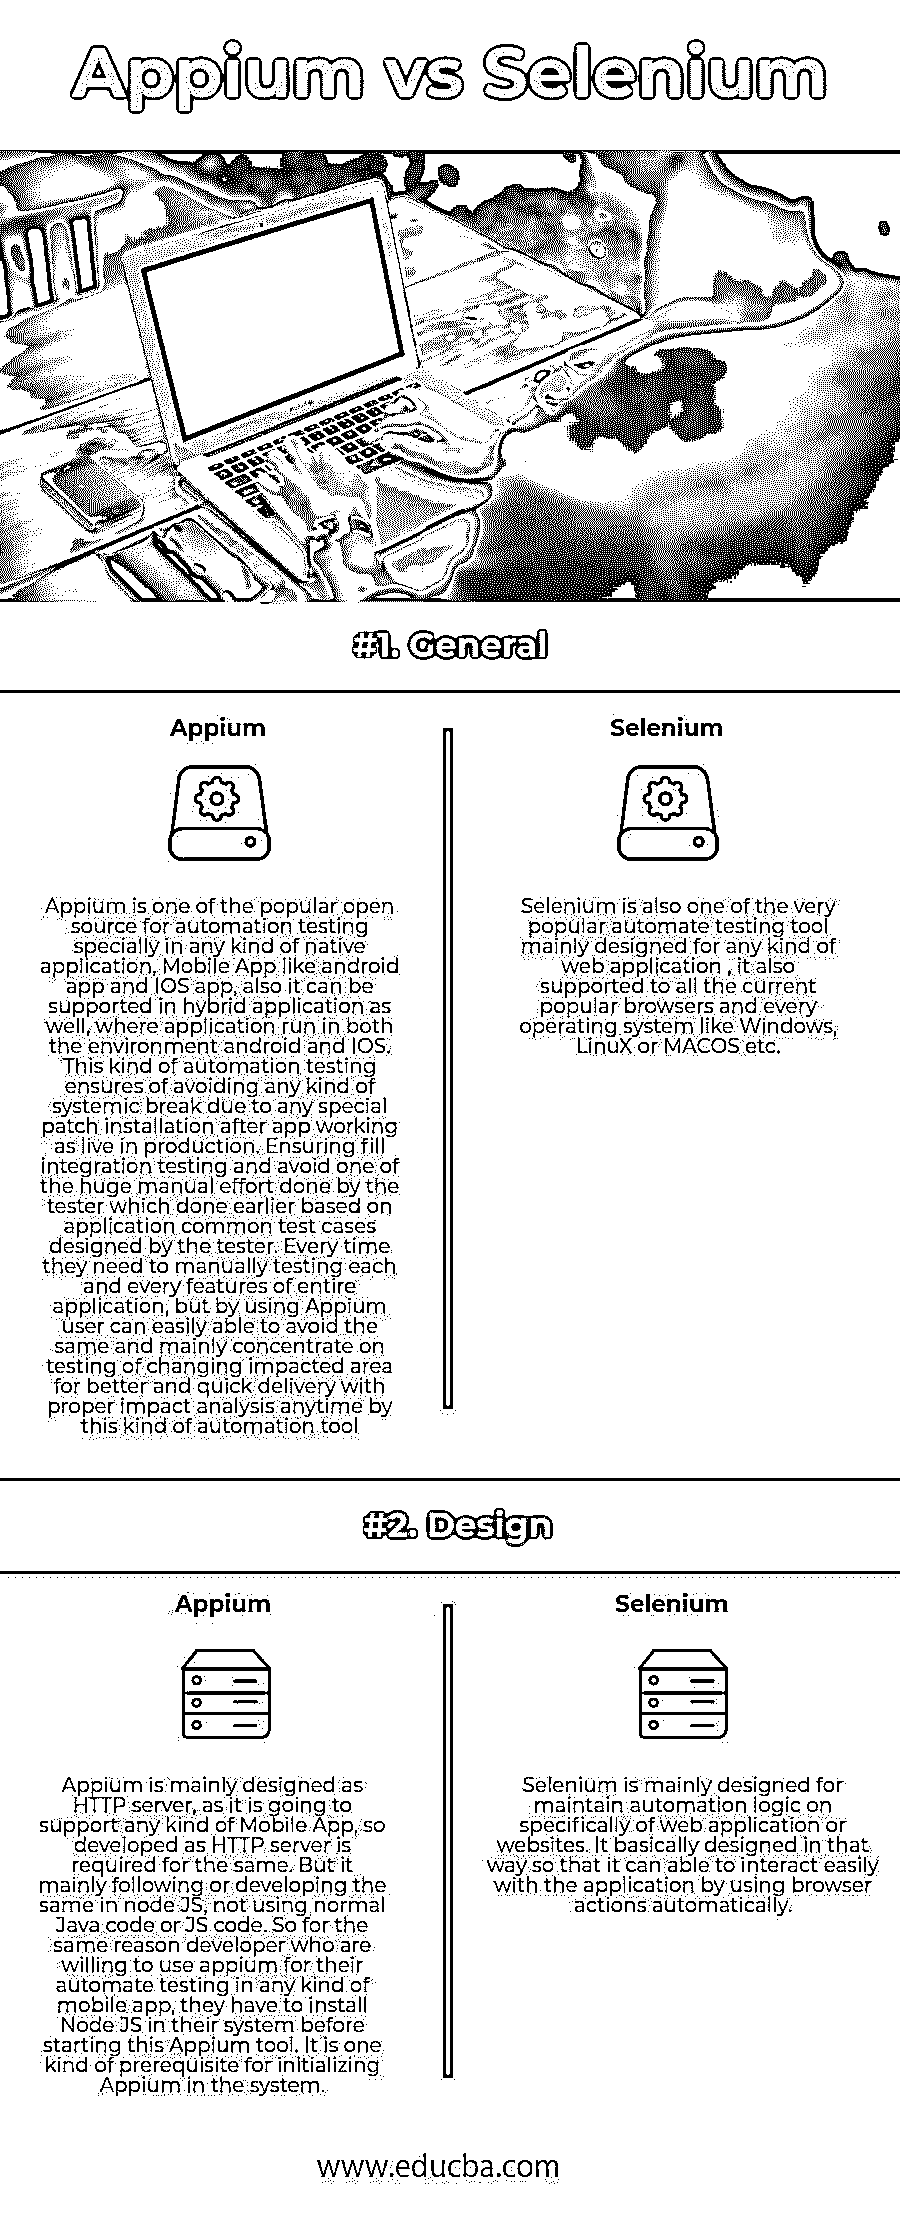 Appium vs Selenium
#1. General
Appium
Appium is one of the popular open
source for automation testing
specially in any kind of native
application, Mobile App like android
app and IOS app, also it can be
supported in hybrid application as
well, where application run in both
the environment android and IOS.
This kind of automation testing
ensures of avoiding any kind of
systemic break due to any special
patch installation after app working
as live in production. Ensuring fill
integration testing and avoid one of
the huge manual effort done by the
tester which done earlier based on
application common test cases
designed by the tester. Every time
they need to manually testing each
and every features of entire
application, but by using Appium
user can easily able to avoid the
same and mainly concentrate on
testing of changing impacted area
for better and quick delivery with
proper impact analysis anytime by
this kind of automation tool
Selenium
Selenium is also one of the very
popular automate testing tool
mainly designed for any kind of
web application , it also
supported to all the current
popular browsers and every
operating system like Windows,
LinuX or MACOS etc.
#2. Design
Appium
Appium is mainly designed as
HTTP server, as it is going to
support any kind of Mobile App, so
developed as HTTP server is
required for the same. But it
mainly following or developing the
same in node JS, not using normal
Java code or JS code. So for the
same reason developer who are
willing to use appium for their
automate testing in any kind of
mobile app, they have to install
Node JS in their system before
starting this Appium tool. It is one
kind of prerequisite for initializing
Appium in the system.
Selenium
Selenium is mainly designed for
maintain automation logic on
specifically of Web application or
websites. It basically designed in that
way so that it can able to interact easily
with the application by using browser
actions automatically.
www.educba.com